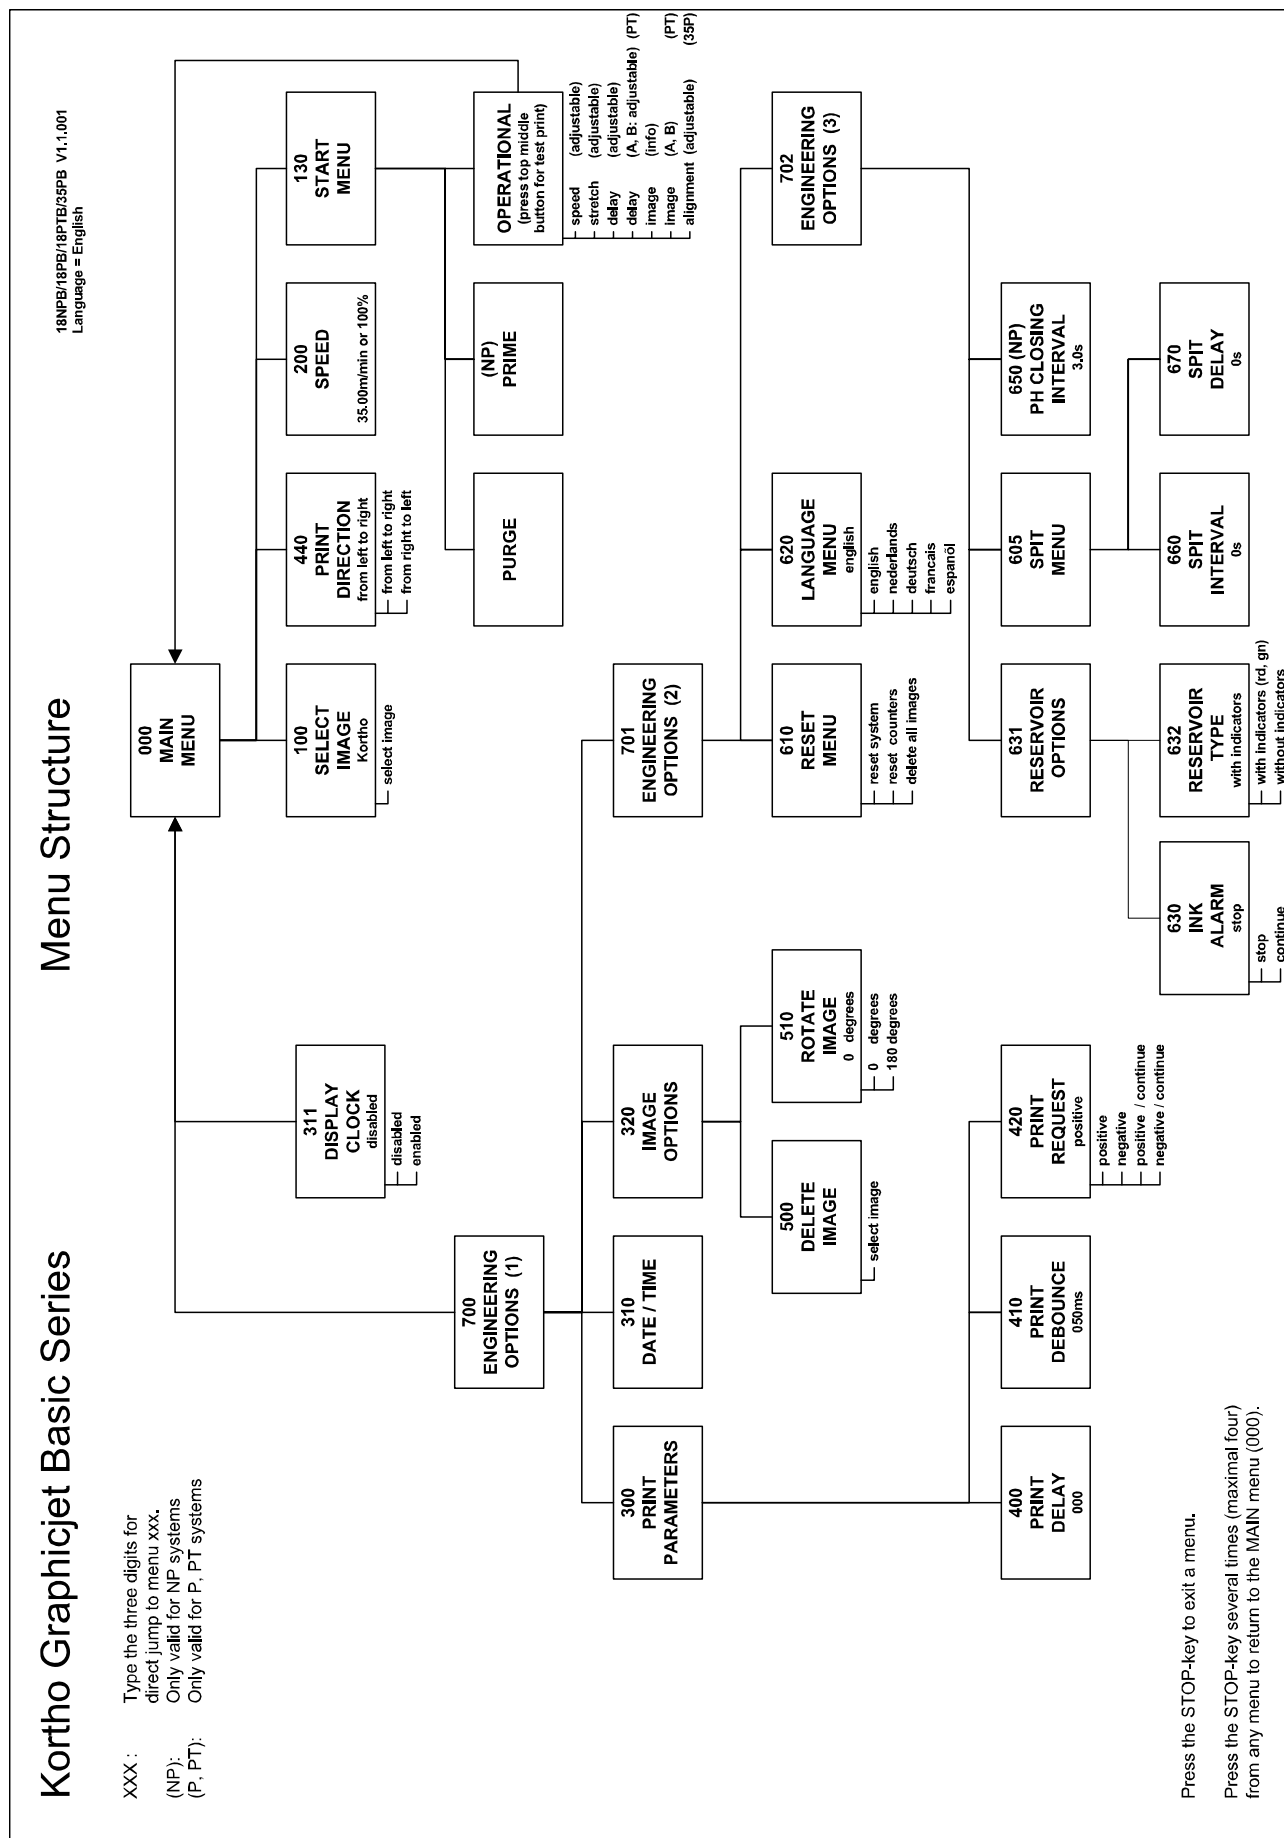 Kortho Graphicjet Basic Series
Menu Structure
18NPB/18PB/18PTB/35PB V1.1.001
Language = English
XXX :
Type the three digits for
direct jump to menu xxx.
(NP):
Only valid for NP systems
(P, PT):
Only valid for P, PT systems
000
MAIN
MENU
311
DISPLAY
CLOCK
disabled
disabled
enabled
100
SELECT
IMAGE
Kortho
select image
440
PRINT
DIRECTION
from left to right
from left to right
from right to left
200
SPEED
35.00m/min or 100%
130
START
MENU
PURGE
(NP)
PRIME
OPERATIONAL
(press top middle
button for test print)
speed (adjustable)
stretch (adjustable)
delay (adjustable)
delay (A, B: adjustable) (PT)
image (info)
image (A, B) (PT)
alignment (adjustable) (35P)
700
ENGINEERING
OPTIONS (1)
300
PRINT
PARAMETERS
310
DATE / TIME
320
IMAGE
OPTIONS
701
ENGINEERING
OPTIONS (2)
500
DELETE
IMAGE
select image
510
ROTATE
IMAGE
0 degrees
0 degrees
180 degrees
610
RESET
MENU
reset system
reset counters
delete all images
620
LANGUAGE
MENU
english
english
nederlands
deutsch
francais
espanöl
702
ENGINEERING
OPTIONS (3)
400
PRINT
DELAY
000
410
PRINT
DEBOUNCE
050ms
420
PRINT
REQUEST
positive
positive
negative
positive / continue
negative / continue
631
RESERVOIR
OPTIONS
605
SPIT
MENU
650 (NP)
PH CLOSING
INTERVAL
3.0s
630
INK
ALARM
stop
stop
continue
632
RESERVOIR
TYPE
with indicators
with indicators (rd, gn)
without indicators
660
SPIT
INTERVAL
0s
670
SPIT
DELAY
0s
Press the STOP-key to exit a menu.
Press the STOP-key several times (maximal four)
from any menu to return to the MAIN menu (000).